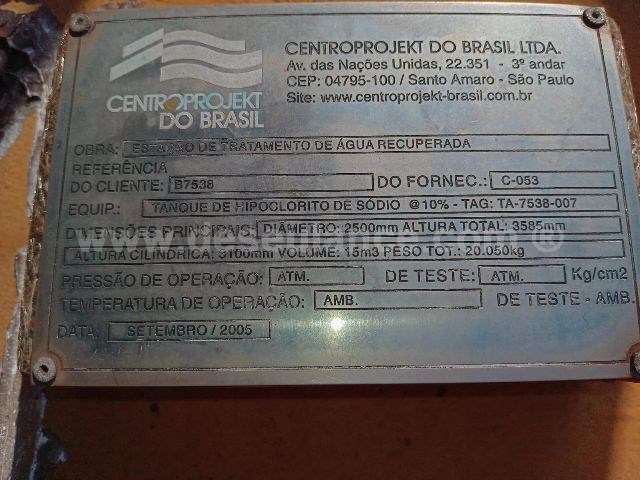 CENTROPROJEKT
DO BRASIL
CENTROPROJEKT DO BRASIL LTDA.
Av. das Nações Unidas, 22.351 - 3º andar
CEP: 04795-100 / Santo Amaro - São Paulo
Site: www.centroprojekt-brasil.com.br
OBRA: ESTAÇÃO DE TRATAMENTO DE ÁGUA RECUPERADA
REFERÊNCIA
DO CLIENTE: B7538 DO FORNEC.: C-053
EQUIP.: TANQUE DE HIPOCLORITO DE SÓDIO @10% - TAG: TA-7538-007
DIMENSÕES PRINCIPAIS: DIÂMETRO: 2500mm ALTURA TOTAL: 3585mm
ALTURA CILÍNDRICA: 3100mm VOLUME: 15m3 PESO TOT.: 20.050kg
PRESSÃO DE OPERAÇÃO: ATM. DE TESTE: ATM. Kg/cm2
TEMPERATURA DE OPERAÇÃO: AMB. DE TESTE - AMB.
DATA: SETEMBRO / 2005